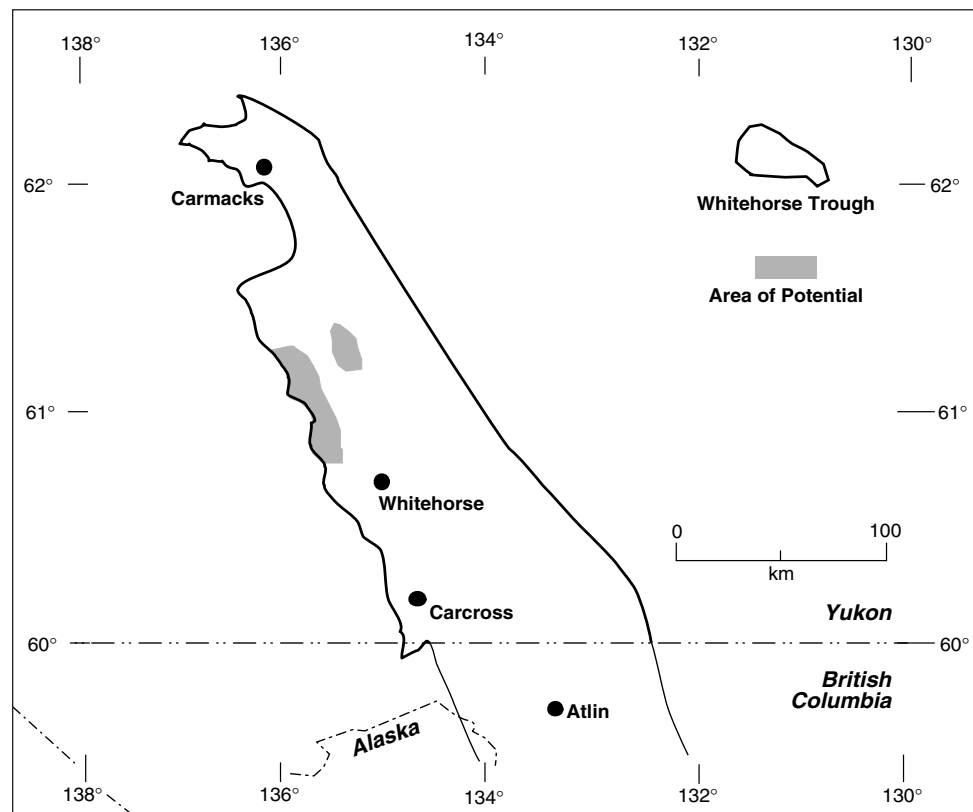 138° 136° 134° 132° 130°
62° 62°
Carmacks
Whitehorse Trough
Area of Potential
61° 61°
Whitehorse
0 100
km
Carcross
Yukon
60° 60°
British
Columbia
Atlin
Alaska
138° 136° 134° 132° 130°